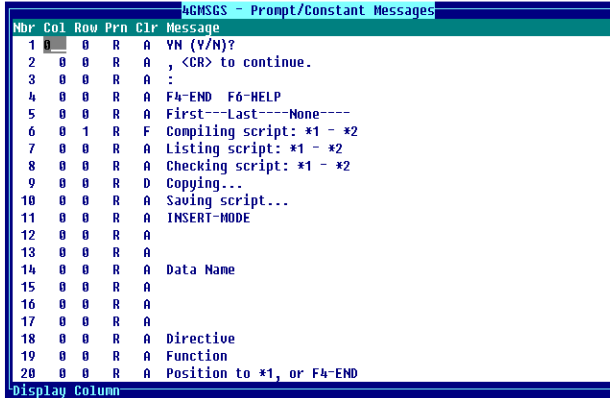 4GMSGS - Prompt/Constant Messages
Nbr Col Row Prn Clr Message
1 0 0 R A YN (Y/N)?
2 0 0 R A , <CR> to continue.
3 0 0 R A :
4 0 0 R A F4-END F6-HELP
5 0 0 R A First---Last----None----
6 0 1 R F Compiling script: *1 - *2
7 0 0 R A Listing script: *1 - *2
8 0 0 R A Checking script: *1 - *2
9 0 0 R D Copying...
10 0 0 R A Saving script...
11 0 0 R A INSERT-MODE
12 0 0 R A
13 0 0 R A
14 0 0 R A Data Name
15 0 0 R A
16 0 0 R A
17 0 0 R A
18 0 0 R A Directive
19 0 0 R A Function
20 0 0 R A Position to *1, or F4-END
Display Column